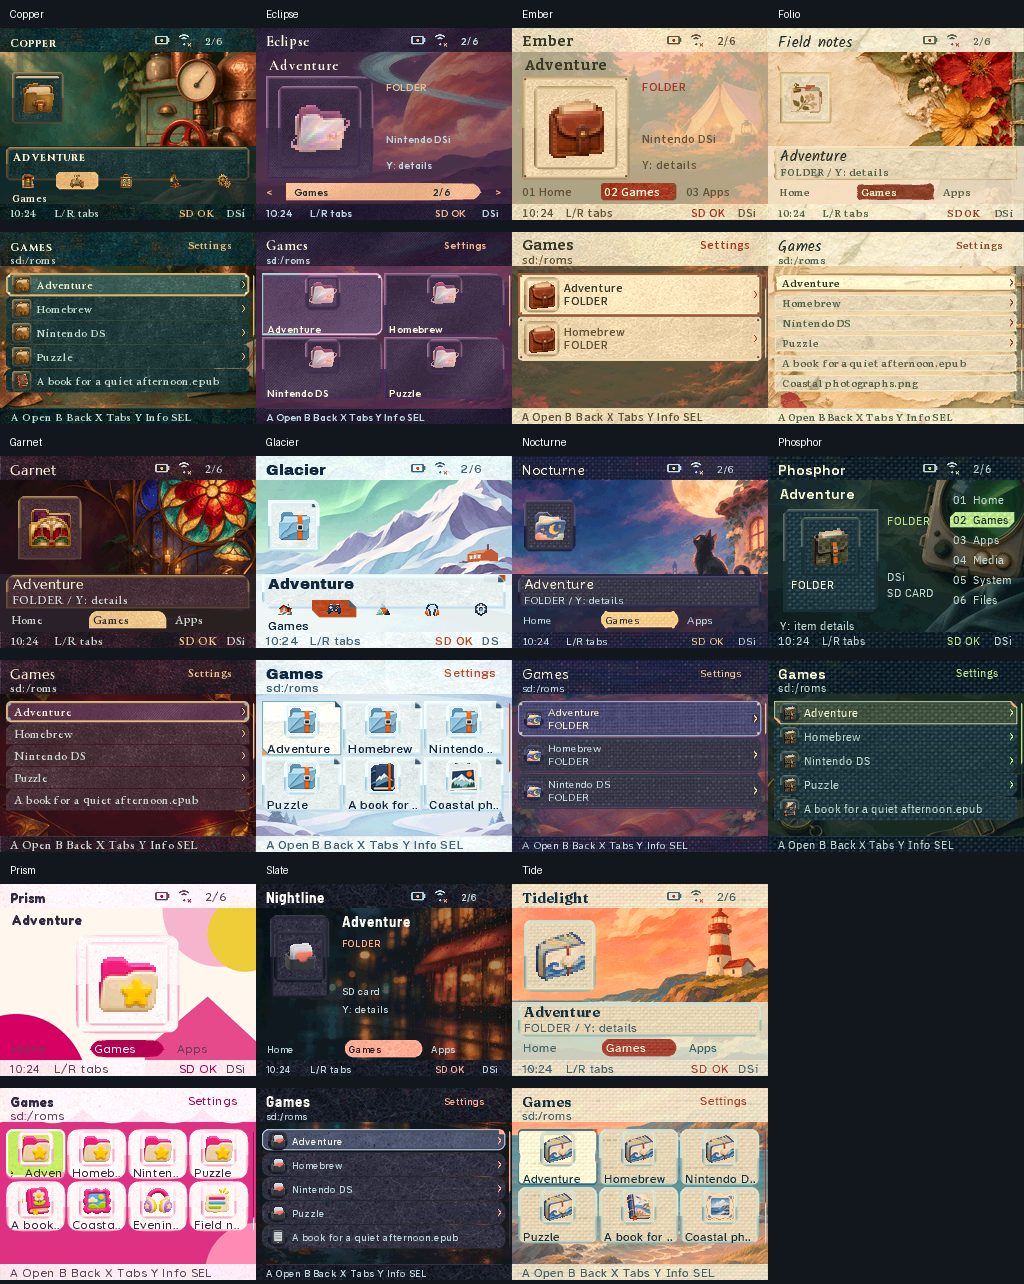 Copper
Eclipse
Ember
Folio
Copper
2/6
Adventure
Games
10:24 L/R tabs SD OK DSi
Eclipse
2/6
Adventure
FOLDER
Nintendo DSi
Y: details
< Games 2/6 >
10:24 L/R tabs SD OK DSi
Ember
2/6
Adventure
FOLDER
Nintendo DSi
Y: details
01 Home 02 Games 03 Apps
10:24 L/R tabs SD OK DSi
Field notes
2/6
Adventure
FOLDER / Y: details
Home Games Apps
10:24 L/R tabs SD OK DSi
Games Settings
sd:/roms
Adventure
Homebrew
Nintendo DS
Puzzle
A book for a quiet afternoon.epub
A Open B Back X Tabs Y Info SEL
Games Settings
sd:/roms
Adventure Homebrew
Nintendo DS Puzzle
A Open B Back X Tabs Y Info SEL
Games Settings
sd:/roms
Adventure
FOLDER
Homebrew
FOLDER
A Open B Back X Tabs Y Info SEL
Games Settings
sd:/roms
Adventure
Homebrew
Nintendo DS
Puzzle
A book for a quiet afternoon.epub
Coastal photographs.png
A Open B Back X Tabs Y Info SEL
Garnet
Glacier
Nocturne
Phosphor
Garnet
2/6
Adventure
FOLDER / Y: details
Home Games Apps
10:24 L/R tabs SD OK DSi
Glacier
2/6
Adventure
Games
10:24 L/R tabs SD OK DS
Nocturne
2/6
Adventure
FOLDER / Y: details
Home Games Apps
10:24 L/R tabs SD OK DSi
Phosphor
2/6
Adventure
FOLDER
FOLDER
DSi
SD CARD
01 Home
02 Games
03 Apps
04 Media
05 System
06 Files
Y: item details
10:24 L/R tabs SD OK DSi
Games Settings
sd:/roms
Adventure
Homebrew
Nintendo DS
Puzzle
A book for a quiet afternoon.epub
A Open B Back X Tabs Y Info SEL
Games Settings
sd:/roms
Adventure Homebrew Nintendo ..
Puzzle A book for .. Coastal ph..
A Open B Back X Tabs Y Info SEL
Games Settings
sd:/roms
Adventure
FOLDER
Homebrew
FOLDER
Nintendo DS
FOLDER
A Open B Back X Tabs Y Info SEL
Games Settings
sd:/roms
Adventure
Homebrew
Nintendo DS
Puzzle
A book for a quiet afternoon.epub
A Open B Back X Tabs Y Info SEL
Prism
Slate
Tide
Prism
2/6
Adventure
Home Games Apps
10:24 L/R tabs SD OK DSi
Nightline
2/6
Adventure
FOLDER
SD card
Y: details
Home Games Apps
10:24 L/R tabs SD OK DSi
Tidelight
2/6
Adventure
FOLDER / Y: details
Home Games Apps
10:24 L/R tabs SD OK DSi
Games Settings
sd:/roms
Adven Homeb.. Ninten.. Puzzle
A book.. Coasta.. Evenin.. Field n..
A Open B Back X Tabs Y Info SEL
Games Settings
sd:/roms
Adventure
Homebrew
Nintendo DS
Puzzle
A book for a quiet afternoon.epub
A Open B Back X Tabs Y Info SEL
Games Settings
sd:/roms
Adventure Homebrew Nintendo D..
Puzzle A book for .. Coastal ph..
A Open B Back X Tabs Y Info SEL